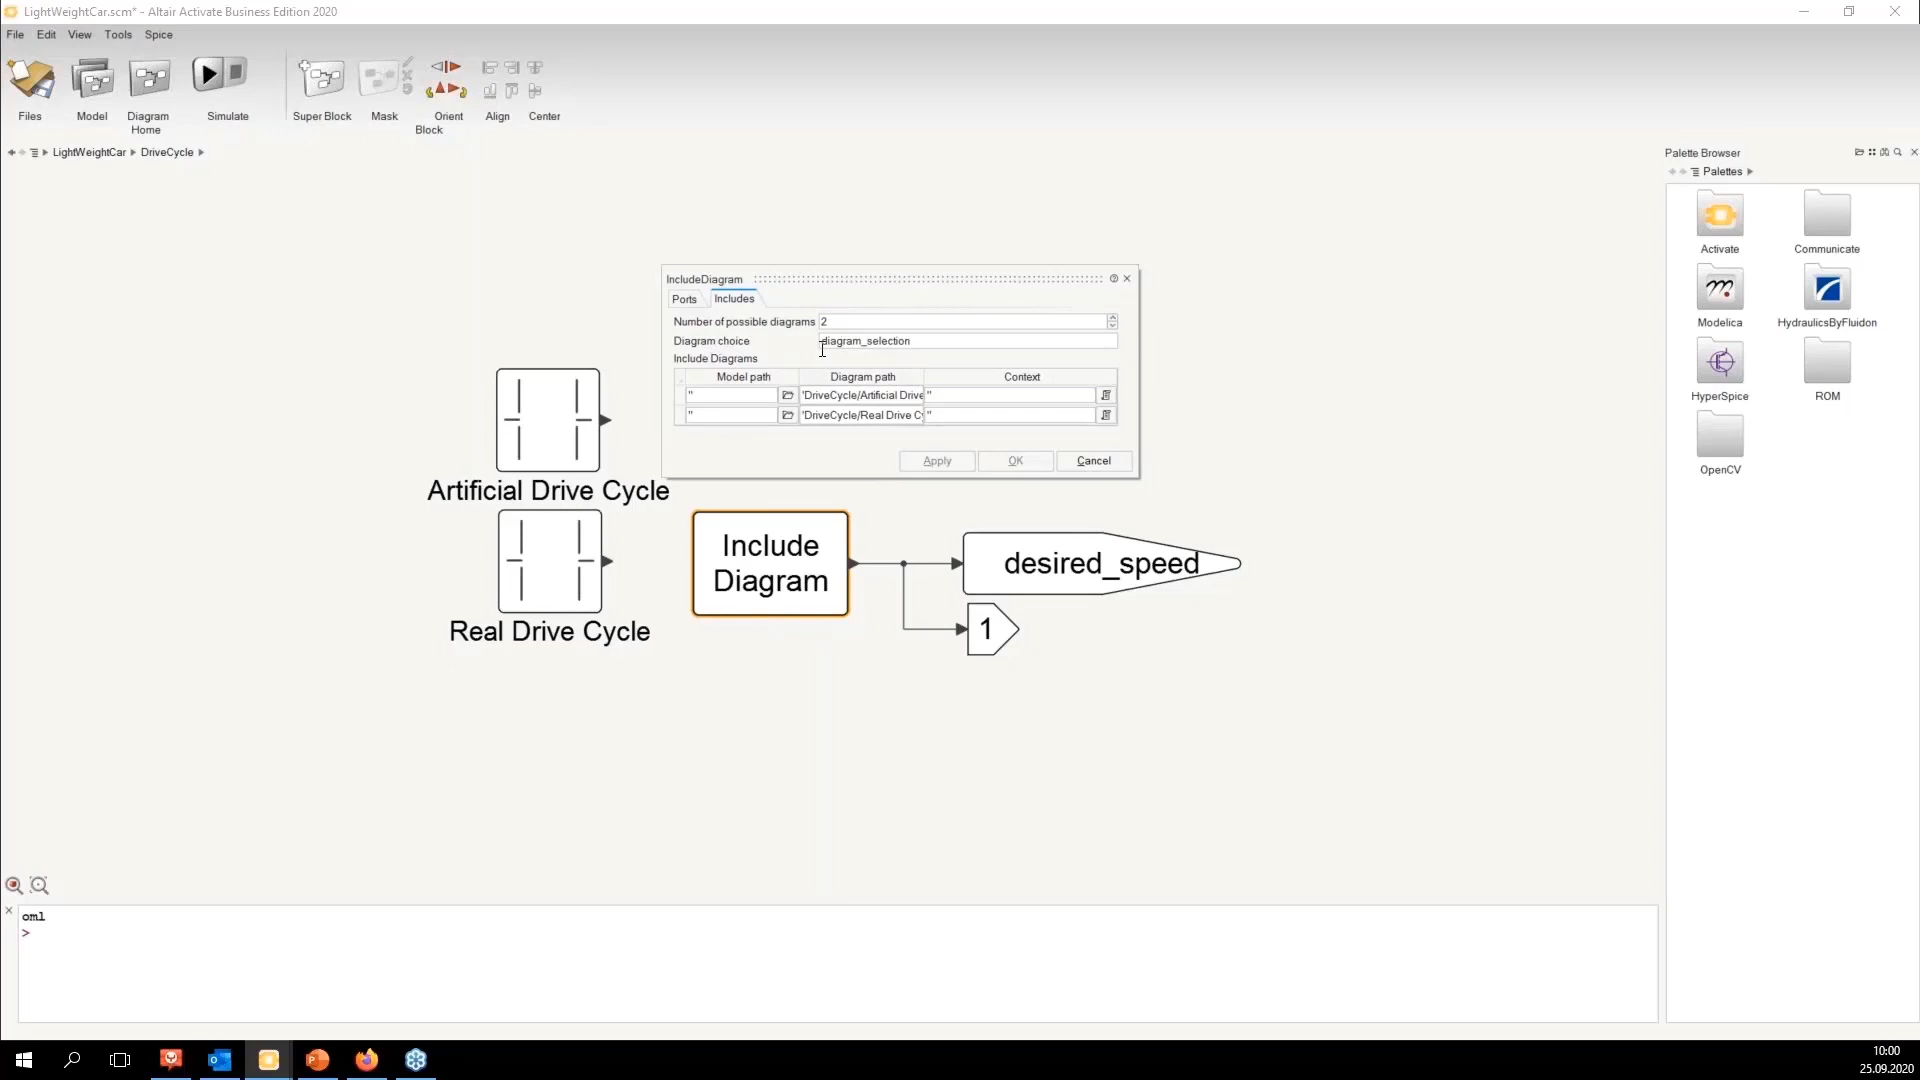 LightWeightCar.scm* - Altair Activate Business Edition 2020
File Edit View Tools Spice
Files Model Diagram Home Simulate Super Block Mask Orient Block Align Center
LightWeightCar DriveCycle
Palette Browser
Palettes
Activate Communicate
Modelica HydraulicsByFluidon
HyperSpice ROM
OpenCV
IncludeDiagram
Ports Includes
Number of possible diagrams 2
Diagram choice diagram_selection
Include Diagrams
Model path Diagram path Context
'' 'DriveCycle/Artificial Drive ''
'' 'DriveCycle/Real Drive Cy ''
Apply OK Cancel
Artificial Drive Cycle
Real Drive Cycle
Include
Diagram
desired_speed
1
oml
>
10:00
25.09.2020